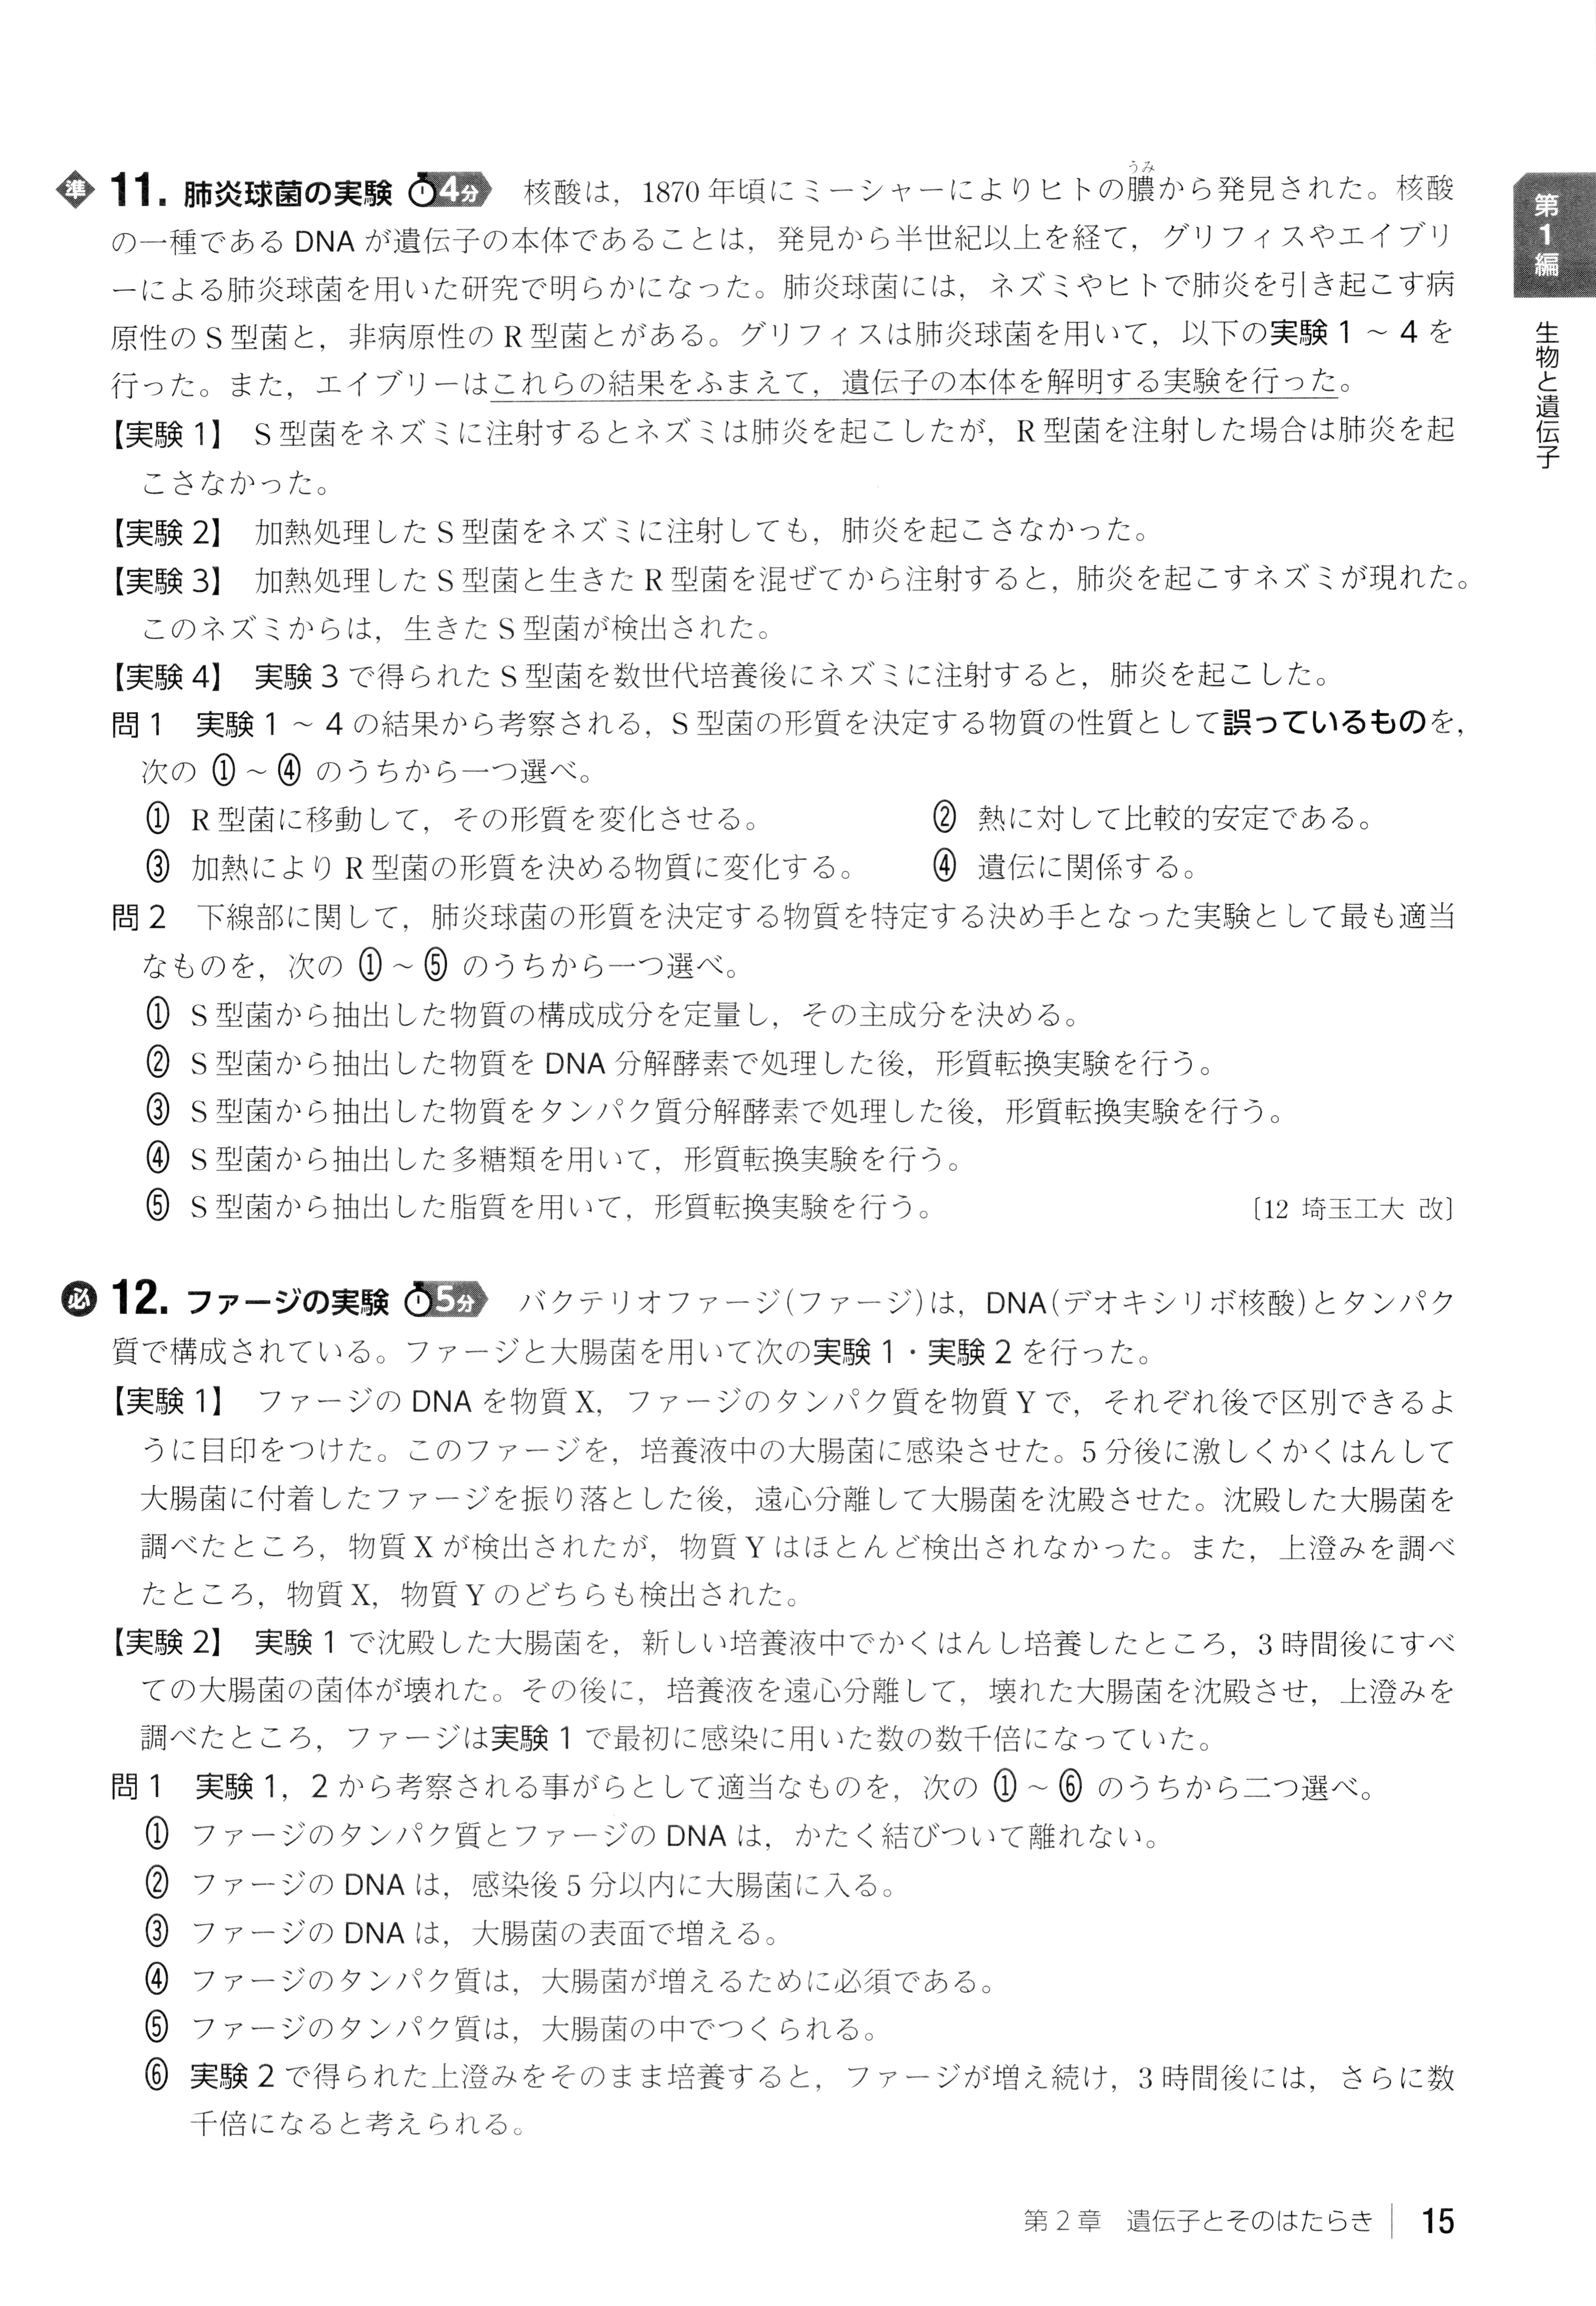 準 11. 肺炎球菌の実験 4分 核酸は，1870年頃にミーシャーによりヒトの膿からうみ発見された。核酸
の一種である DNA が遺伝子の本体であることは，発見から半世紀以上を経て，グリフィスやエイブリ
ーによる肺炎球菌を用いた研究で明らかになった。肺炎球菌には，ネズミやヒトで肺炎を引き起こす病
原性の S 型菌と，非病原性の R 型菌とがある。グリフィスは肺炎球菌を用いて，以下の実験 1 ～ 4 を
行った。また，エイブリーはこれらの結果をふまえて，遺伝子の本体を解明する実験を行った。
【実験 1】 S 型菌をネズミに注射するとネズミは肺炎を起こしたが，R 型菌を注射した場合は肺炎を起
こさなかった。
【実験 2】 加熱処理した S 型菌をネズミに注射しても，肺炎を起こさなかった。
【実験 3】 加熱処理した S 型菌と生きた R 型菌を混ぜてから注射すると，肺炎を起こすネズミが現れた。
このネズミからは，生きた S 型菌が検出された。
【実験 4】 実験 3 で得られた S 型菌を数世代培養後にネズミに注射すると，肺炎を起こした。
問 1 実験 1 ～ 4 の結果から考察される，S 型菌の形質を決定する物質の性質として誤っているものを，
次の ① ～ ④ のうちから一つ選べ。
① R 型菌に移動して，その形質を変化させる。 ② 熱に対して比較的安定である。
③ 加熱により R 型菌の形質を決める物質に変化する。 ④ 遺伝に関係する。
問 2 下線部に関して，肺炎球菌の形質を決定する物質を特定する決め手となった実験として最も適当
なものを，次の ① ～ ⑤ のうちから一つ選べ。
① S 型菌から抽出した物質の構成成分を定量し，その主成分を決める。
② S 型菌から抽出した物質を DNA 分解酵素で処理した後，形質転換実験を行う。
③ S 型菌から抽出した物質をタンパク質分解酵素で処理した後，形質転換実験を行う。
④ S 型菌から抽出した多糖類を用いて，形質転換実験を行う。
⑤ S 型菌から抽出した脂質を用いて，形質転換実験を行う。 〔12 埼玉工大 改〕
必 12. ファージの実験 5分 バクテリオファージ(ファージ)は，DNA(デオキシリボ核酸)とタンパク
質で構成されている。ファージと大腸菌を用いて次の実験 1・実験 2 を行った。
【実験 1】 ファージの DNA を物質 X，ファージのタンパク質を物質 Y で，それぞれ後で区別できるよ
うに目印をつけた。このファージを，培養液中の大腸菌に感染させた。5 分後に激しくかくはんして
大腸菌に付着したファージを振り落とした後，遠心分離して大腸菌を沈殿させた。沈殿した大腸菌を
調べたところ，物質 X が検出されたが，物質 Y はほとんど検出されなかった。また，上澄みを調べ
たところ，物質 X，物質 Y のどちらも検出された。
【実験 2】 実験 1 で沈殿した大腸菌を，新しい培養液中でかくはんし培養したところ，3 時間後にすべ
ての大腸菌の菌体が壊れた。その後に，培養液を遠心分離して，壊れた大腸菌を沈殿させ，上澄みを
調べたところ，ファージは実験 1 で最初に感染に用いた数の数千倍になっていた。
問 1 実験 1，2 から考察される事がらとして適当なものを，次の ① ～ ⑥ のうちから二つ選べ。
① ファージのタンパク質とファージの DNA は，かたく結びついて離れない。
② ファージの DNA は，感染後 5 分以内に大腸菌に入る。
③ ファージの DNA は，大腸菌の表面で増える。
④ ファージのタンパク質は，大腸菌が増えるために必須である。
⑤ ファージのタンパク質は，大腸菌の中でつくられる。
⑥ 実験 2 で得られた上澄みをそのまま培養すると，ファージが増え続け，3 時間後には，さらに数
千倍になると考えられる。
第 1 編
生物と遺伝子
第 2 章 遺伝子とそのはたらき 15